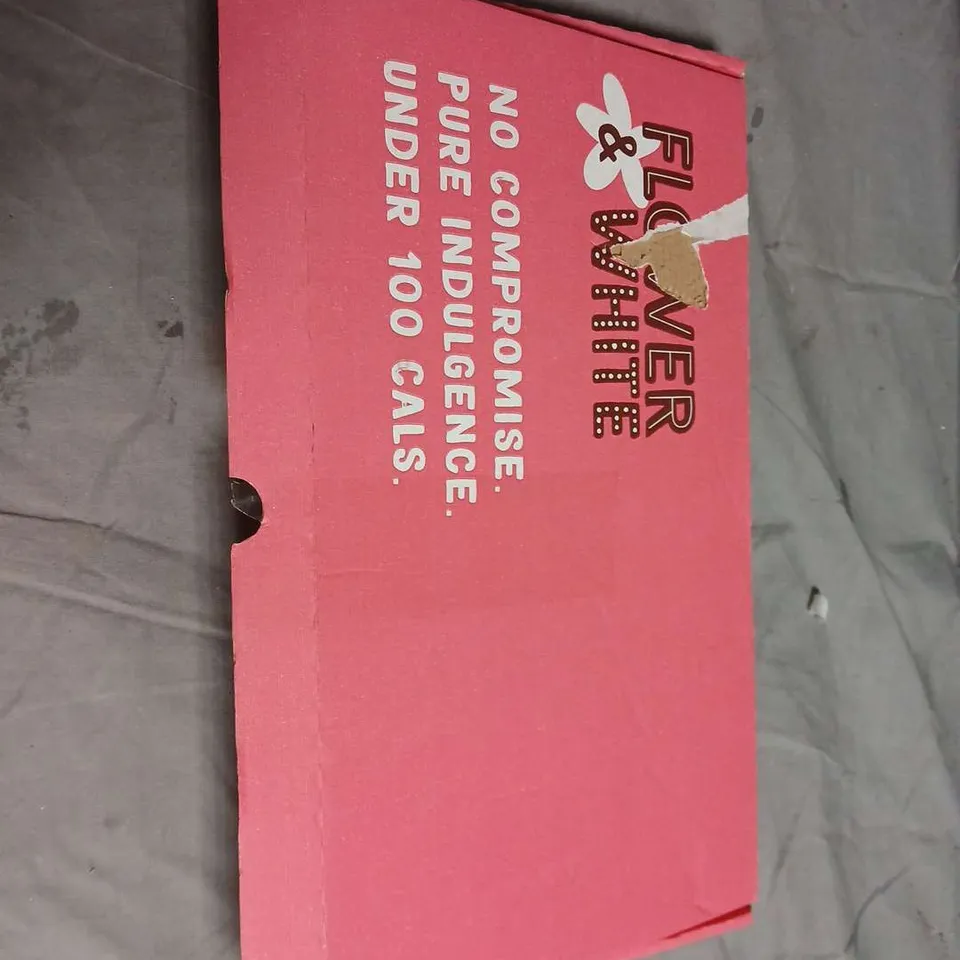 FLOWER
& WHITE
NO COMPROMISE.
PURE INDULGENCE.
UNDER 100 CALS.